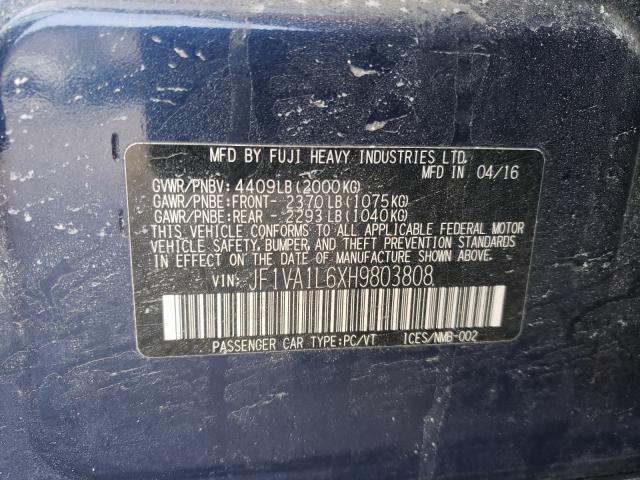 MFD BY FUJI HEAVY INDUSTRIES LTD.
MFD IN 04/16
GVWR/PNBV: 4409LB(2000KG)
GAWR/PNBE:FRONT- 2370LB(1075KG)
GAWR/PNBE:REAR - 2293LB(1040KG)
THIS VEHICLE CONFORMS TO ALL APPLICABLE FEDERAL MOTOR
VEHICLE SAFETY, BUMPER, AND THEFT PREVENTION STANDARDS
IN EFFECT ON THE DATE OF MANUFACTURE SHOWN ABOVE.
VIN: JF1VA1L6XH9803808
PASSENGER CAR TYPE:PC/VT ICES/NMB-002